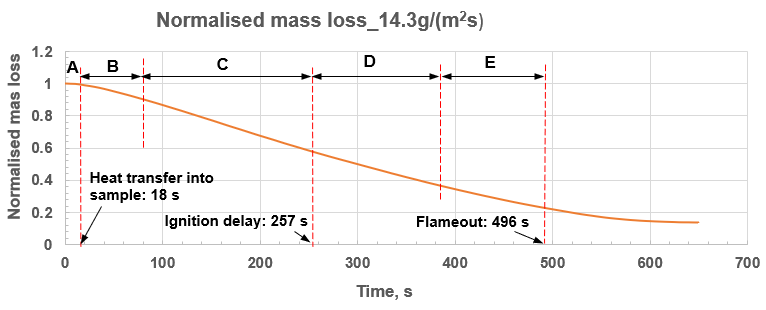 Normalised mass loss_14.3g/(m²s)
Normalised mas loss
1.2
1
0.8
0.6
0.4
0.2
0
A
B
C
D
E
Heat transfer into
sample: 18 s
Ignition delay: 257 s
Flameout: 496 s
0
100
200
300
400
500
600
700
Time, s